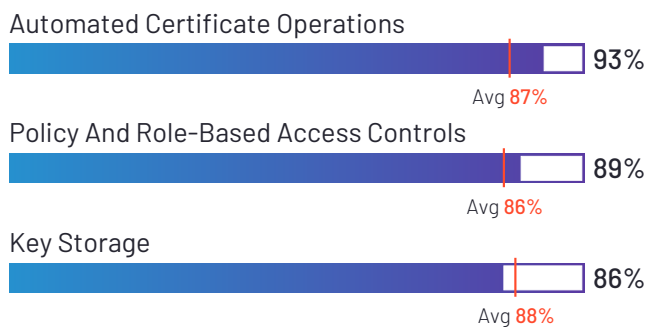 Automated Certificate Operations
93%
Avg 87%
Policy And Role-Based Access Controls
89%
Avg 86%
Key Storage
86%
Avg 88%